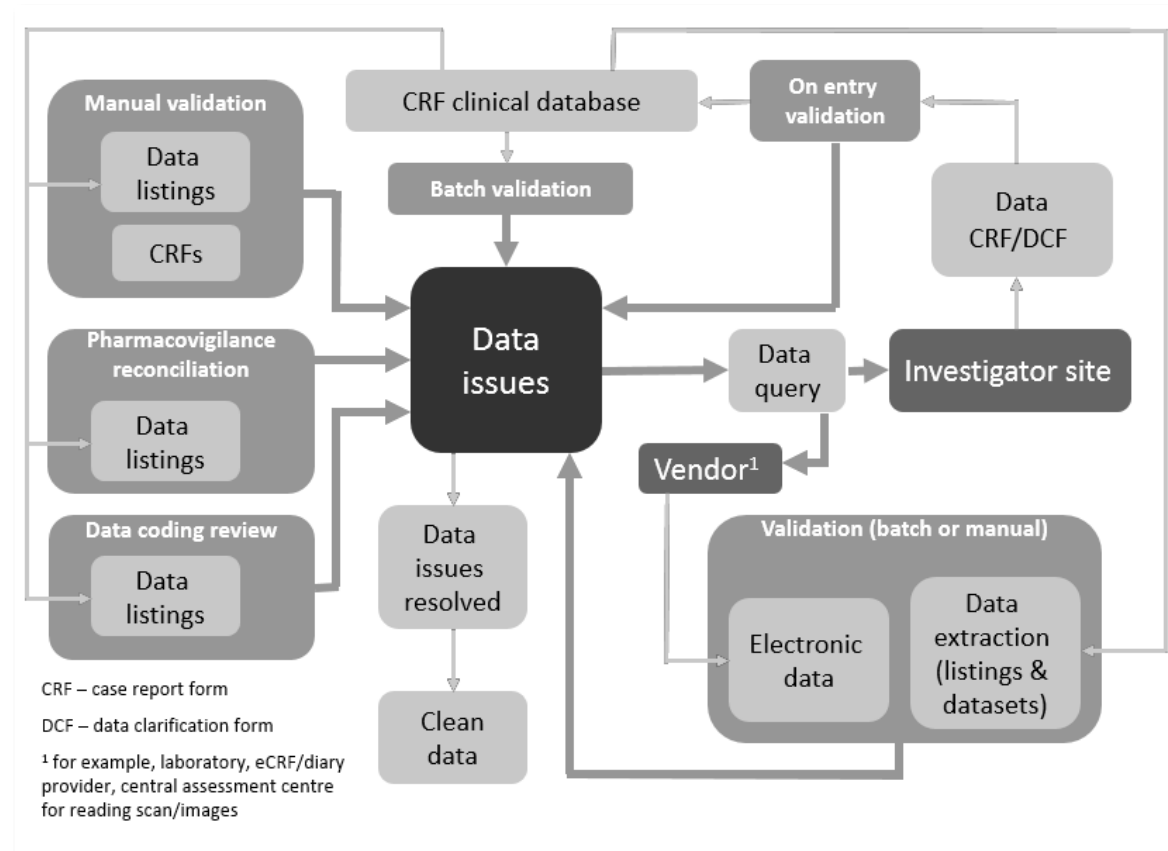 Manual validation
Data
listings
CRFs
CRF clinical database
On entry
validation
Batch validation
Data
CRF/DCF
Pharmacovigilance
reconciliation
Data
listings
Data
issues
Data
query
Investigator site
Vendor¹
Data coding review
Data
listings
Data
issues
resolved
Clean
data
Validation (batch or manual)
Electronic
data
Data
extraction
(listings &
datasets)
CRF – case report form
DCF – data clarification form
¹ for example, laboratory, eCRF/diary
provider, central assessment centre
for reading scan/images